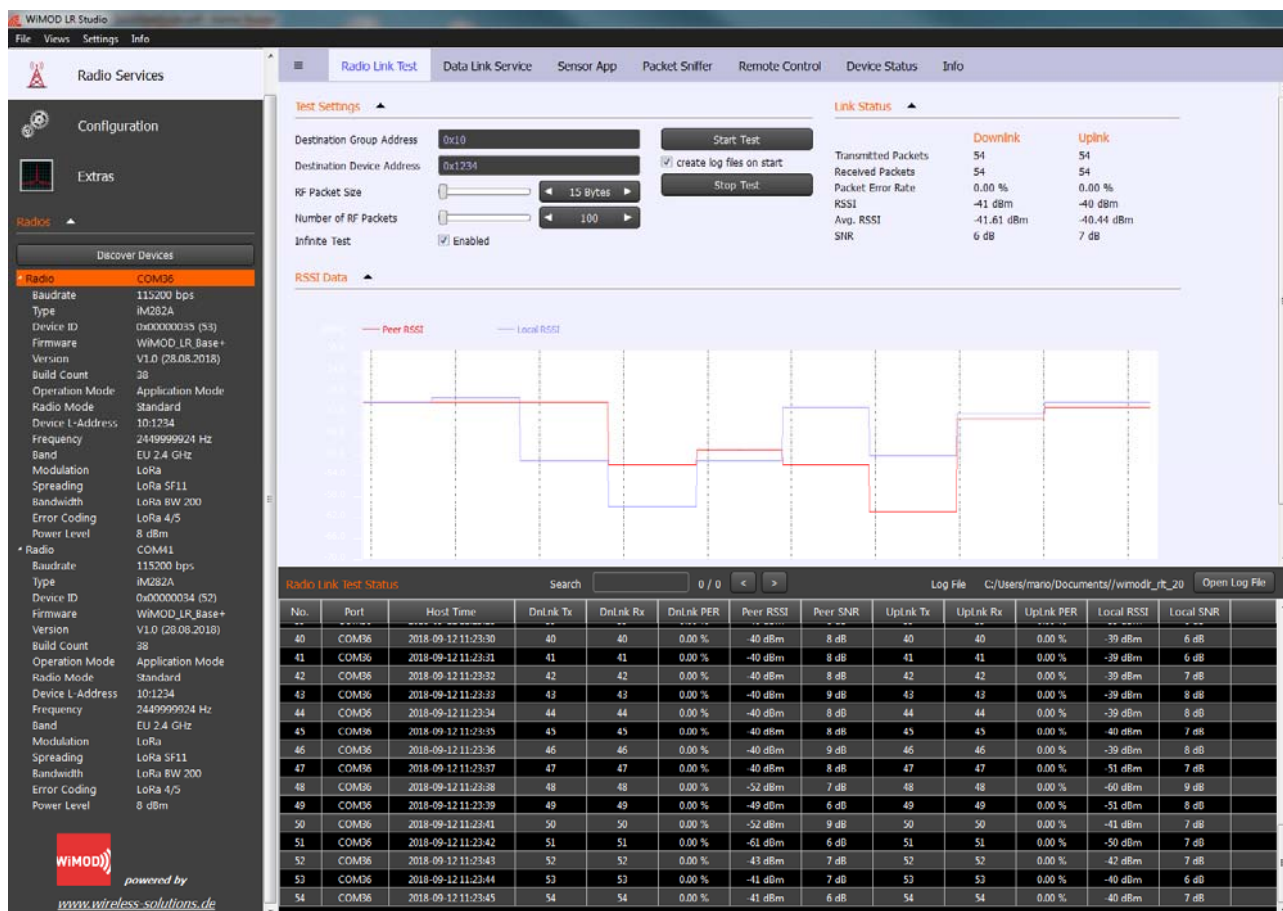 WiMOD LR Studio
File Views Settings Info
Radio Services
Configuration
Extras
Radios
Discover Devices
Radio COM36
Baudrate 115200 bps
Type iM282A
Device ID 0x00000035 (53)
Firmware WiMOD_LR_Base+
Version V1.0 (28.08.2018)
Build Count 38
Operation Mode Application Mode
Radio Mode Standard
Device L-Address 10:1234
Frequency 2449999924 Hz
Band EU 2.4 GHz
Modulation LoRa
Spreading LoRa SF11
Bandwidth LoRa BW 200
Error Coding LoRa 4/5
Power Level 8 dBm
Radio COM41
Baudrate 115200 bps
Type iM282A
Device ID 0x00000034 (52)
Firmware WiMOD_LR_Base+
Version V1.0 (28.08.2018)
Build Count 38
Operation Mode Application Mode
Radio Mode Standard
Device L-Address 10:1234
Frequency 2449999924 Hz
Band EU 2.4 GHz
Modulation LoRa
Spreading LoRa SF11
Bandwidth LoRa BW 200
Error Coding LoRa 4/5
Power Level 8 dBm
WiMOD
powered by
www.wireless-solutions.de
Radio Link Test Data Link Service Sensor App Packet Sniffer Remote Control Device Status Info
Test Settings
Destination Group Address 0x10
Destination Device Address 0x1234
RF Packet Size 15 Bytes
Number of RF Packets 100
Infinite Test Enabled
Start Test
create log files on start
Stop Test
Link Status
Downlink Uplink
Transmitted Packets 54 54
Received Packets 54 54
Packet Error Rate 0.00 % 0.00 %
RSSI -41 dBm -40 dBm
Avg. RSSI -41.61 dBm -40.44 dBm
SNR 6 dB 7 dB
RSSI Data
Peer RSSI Local RSSI
Radio Link Test Status Search 0 / 0 < > Log File C:/Users/mario/Documents//wimodlr_rlt_20 Open Log File
No. Port Host Time DnLnk Tx DnLnk Rx DnLnk PER Peer RSSI Peer SNR UpLnk Tx UpLnk Rx UpLnk PER Local RSSI Local SNR
40 COM36 2018-09-12 11:23:30 40 40 0.00 % -40 dBm 8 dB 40 40 0.00 % -39 dBm 6 dB
41 COM36 2018-09-12 11:23:31 41 41 0.00 % -40 dBm 8 dB 41 41 0.00 % -39 dBm 6 dB
42 COM36 2018-09-12 11:23:32 42 42 0.00 % -40 dBm 8 dB 42 42 0.00 % -39 dBm 7 dB
43 COM36 2018-09-12 11:23:33 43 43 0.00 % -40 dBm 9 dB 43 43 0.00 % -39 dBm 8 dB
44 COM36 2018-09-12 11:23:34 44 44 0.00 % -40 dBm 8 dB 44 44 0.00 % -39 dBm 8 dB
45 COM36 2018-09-12 11:23:35 45 45 0.00 % -40 dBm 8 dB 45 45 0.00 % -40 dBm 7 dB
46 COM36 2018-09-12 11:23:36 46 46 0.00 % -40 dBm 9 dB 46 46 0.00 % -39 dBm 8 dB
47 COM36 2018-09-12 11:23:37 47 47 0.00 % -40 dBm 8 dB 47 47 0.00 % -51 dBm 7 dB
48 COM36 2018-09-12 11:23:38 48 48 0.00 % -52 dBm 7 dB 48 48 0.00 % -60 dBm 9 dB
49 COM36 2018-09-12 11:23:39 49 49 0.00 % -49 dBm 6 dB 49 49 0.00 % -51 dBm 8 dB
50 COM36 2018-09-12 11:23:41 50 50 0.00 % -52 dBm 9 dB 50 50 0.00 % -41 dBm 7 dB
51 COM36 2018-09-12 11:23:42 51 51 0.00 % -61 dBm 6 dB 51 51 0.00 % -50 dBm 7 dB
52 COM36 2018-09-12 11:23:43 52 52 0.00 % -43 dBm 7 dB 52 52 0.00 % -42 dBm 7 dB
53 COM36 2018-09-12 11:23:44 53 53 0.00 % -41 dBm 7 dB 53 53 0.00 % -40 dBm 6 dB
54 COM36 2018-09-12 11:23:45 54 54 0.00 % -41 dBm 6 dB 54 54 0.00 % -40 dBm 7 dB